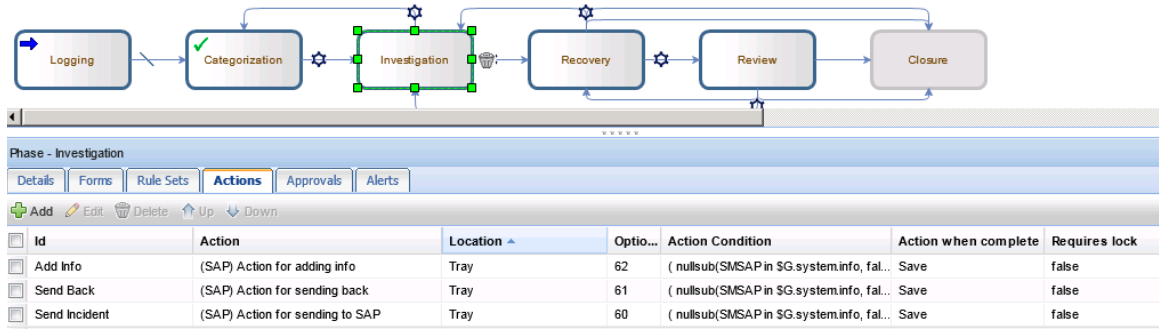 Logging Categorization Investigation Recovery Review Closure
Phase - Investigation
Details Forms Rule Sets Actions Approvals Alerts
Add Edit Delete Up Down
Id Action Location Optio... Action Condition Action when complete Requires lock
Add Info (SAP) Action for adding info Tray 62 ( nullsub(SMSAP in $G.system.info, fal... Save false
Send Back (SAP) Action for sending back Tray 61 ( nullsub(SMSAP in $G.system.info, fal... Save false
Send Incident (SAP) Action for sending to SAP Tray 60 ( nullsub(SMSAP in $G.system.info, fal... Save false